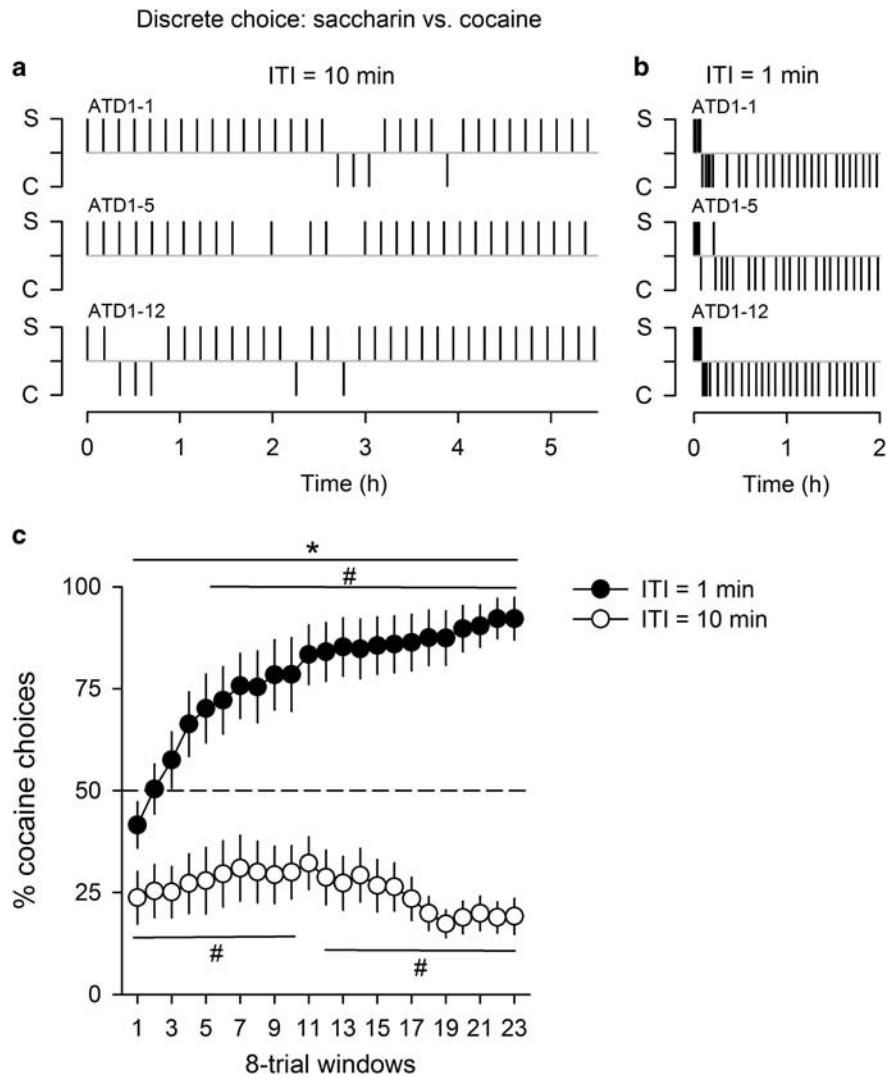 Discrete choice: saccharin vs. cocaine
a
ITI = 10 min
ATD1-1
S
C
ATD1-5
S
C
ATD1-12
S
C
0 1 2 3 4 5
Time (h)
b
ITI = 1 min
ATD1-1
S
C
ATD1-5
S
C
ATD1-12
S
C
0 1 2
Time (h)
c
*
#
100
75
50
25
0
% cocaine choices
#
#
1 3 5 7 9 11 13 15 17 19 21 23
8-trial windows
ITI = 1 min
ITI = 10 min